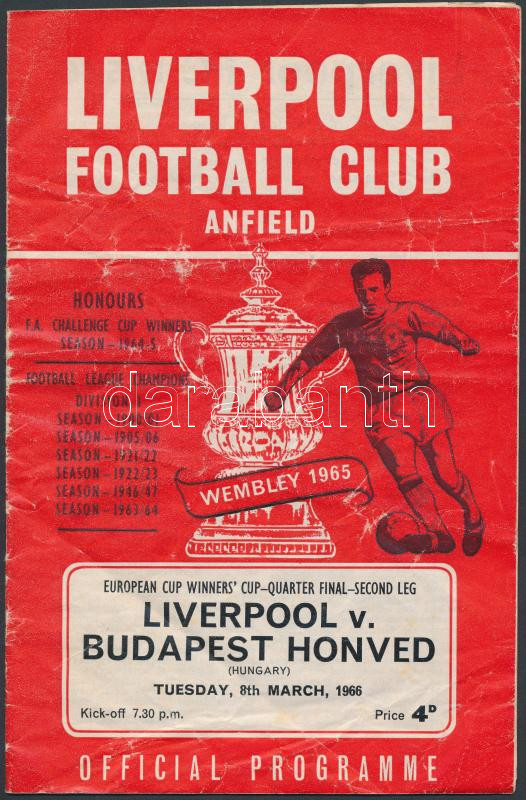 LIVERPOOL
FOOTBALL CLUB
ANFIELD
HONOURS
F.A. CHALLENGE CUP WINNERS
SEASON—1964-5
FOOTBALL LEAGUE CHAMPIONS
DIVISION
SEASON
SEASON—1905/06
SEASON—1921/22
SEASON—1922/23
SEASON—1946/47
SEASON—1963/64
darabanth
WEMBLEY 1965
EUROPEAN CUP WINNERS' CUP—QUARTER FINAL—SECOND LEG
LIVERPOOL v.
BUDAPEST HONVED
(HUNGARY)
TUESDAY, 8th MARCH, 1966
Kick-off 7.30 p.m. Price 4D
OFFICIAL PROGRAMME